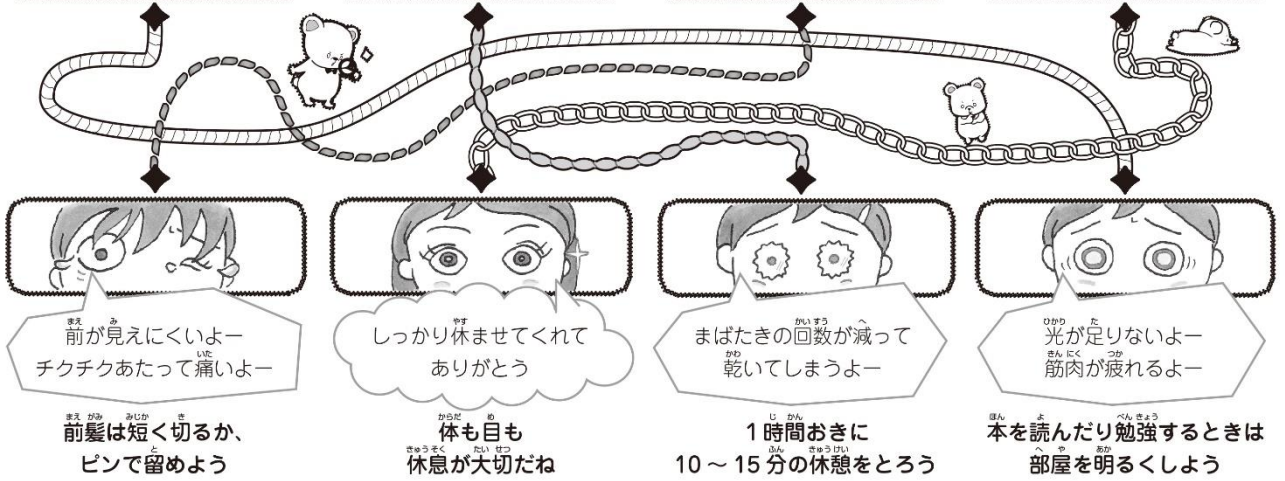 前が見えにくいよー
チクチクあたって痛いよー
しっかり休ませてくれて
ありがとう
まばたきの回数が減って
乾いてしまうよー
光が足りないよー
筋肉が疲れるよー
前髪は短く切るか、
ピンで留めよう
体も目も
休息が大切だね
1時間おきに
10～15分の休憩をとろう
本を読んだり勉強するときは
部屋を明るくしよう